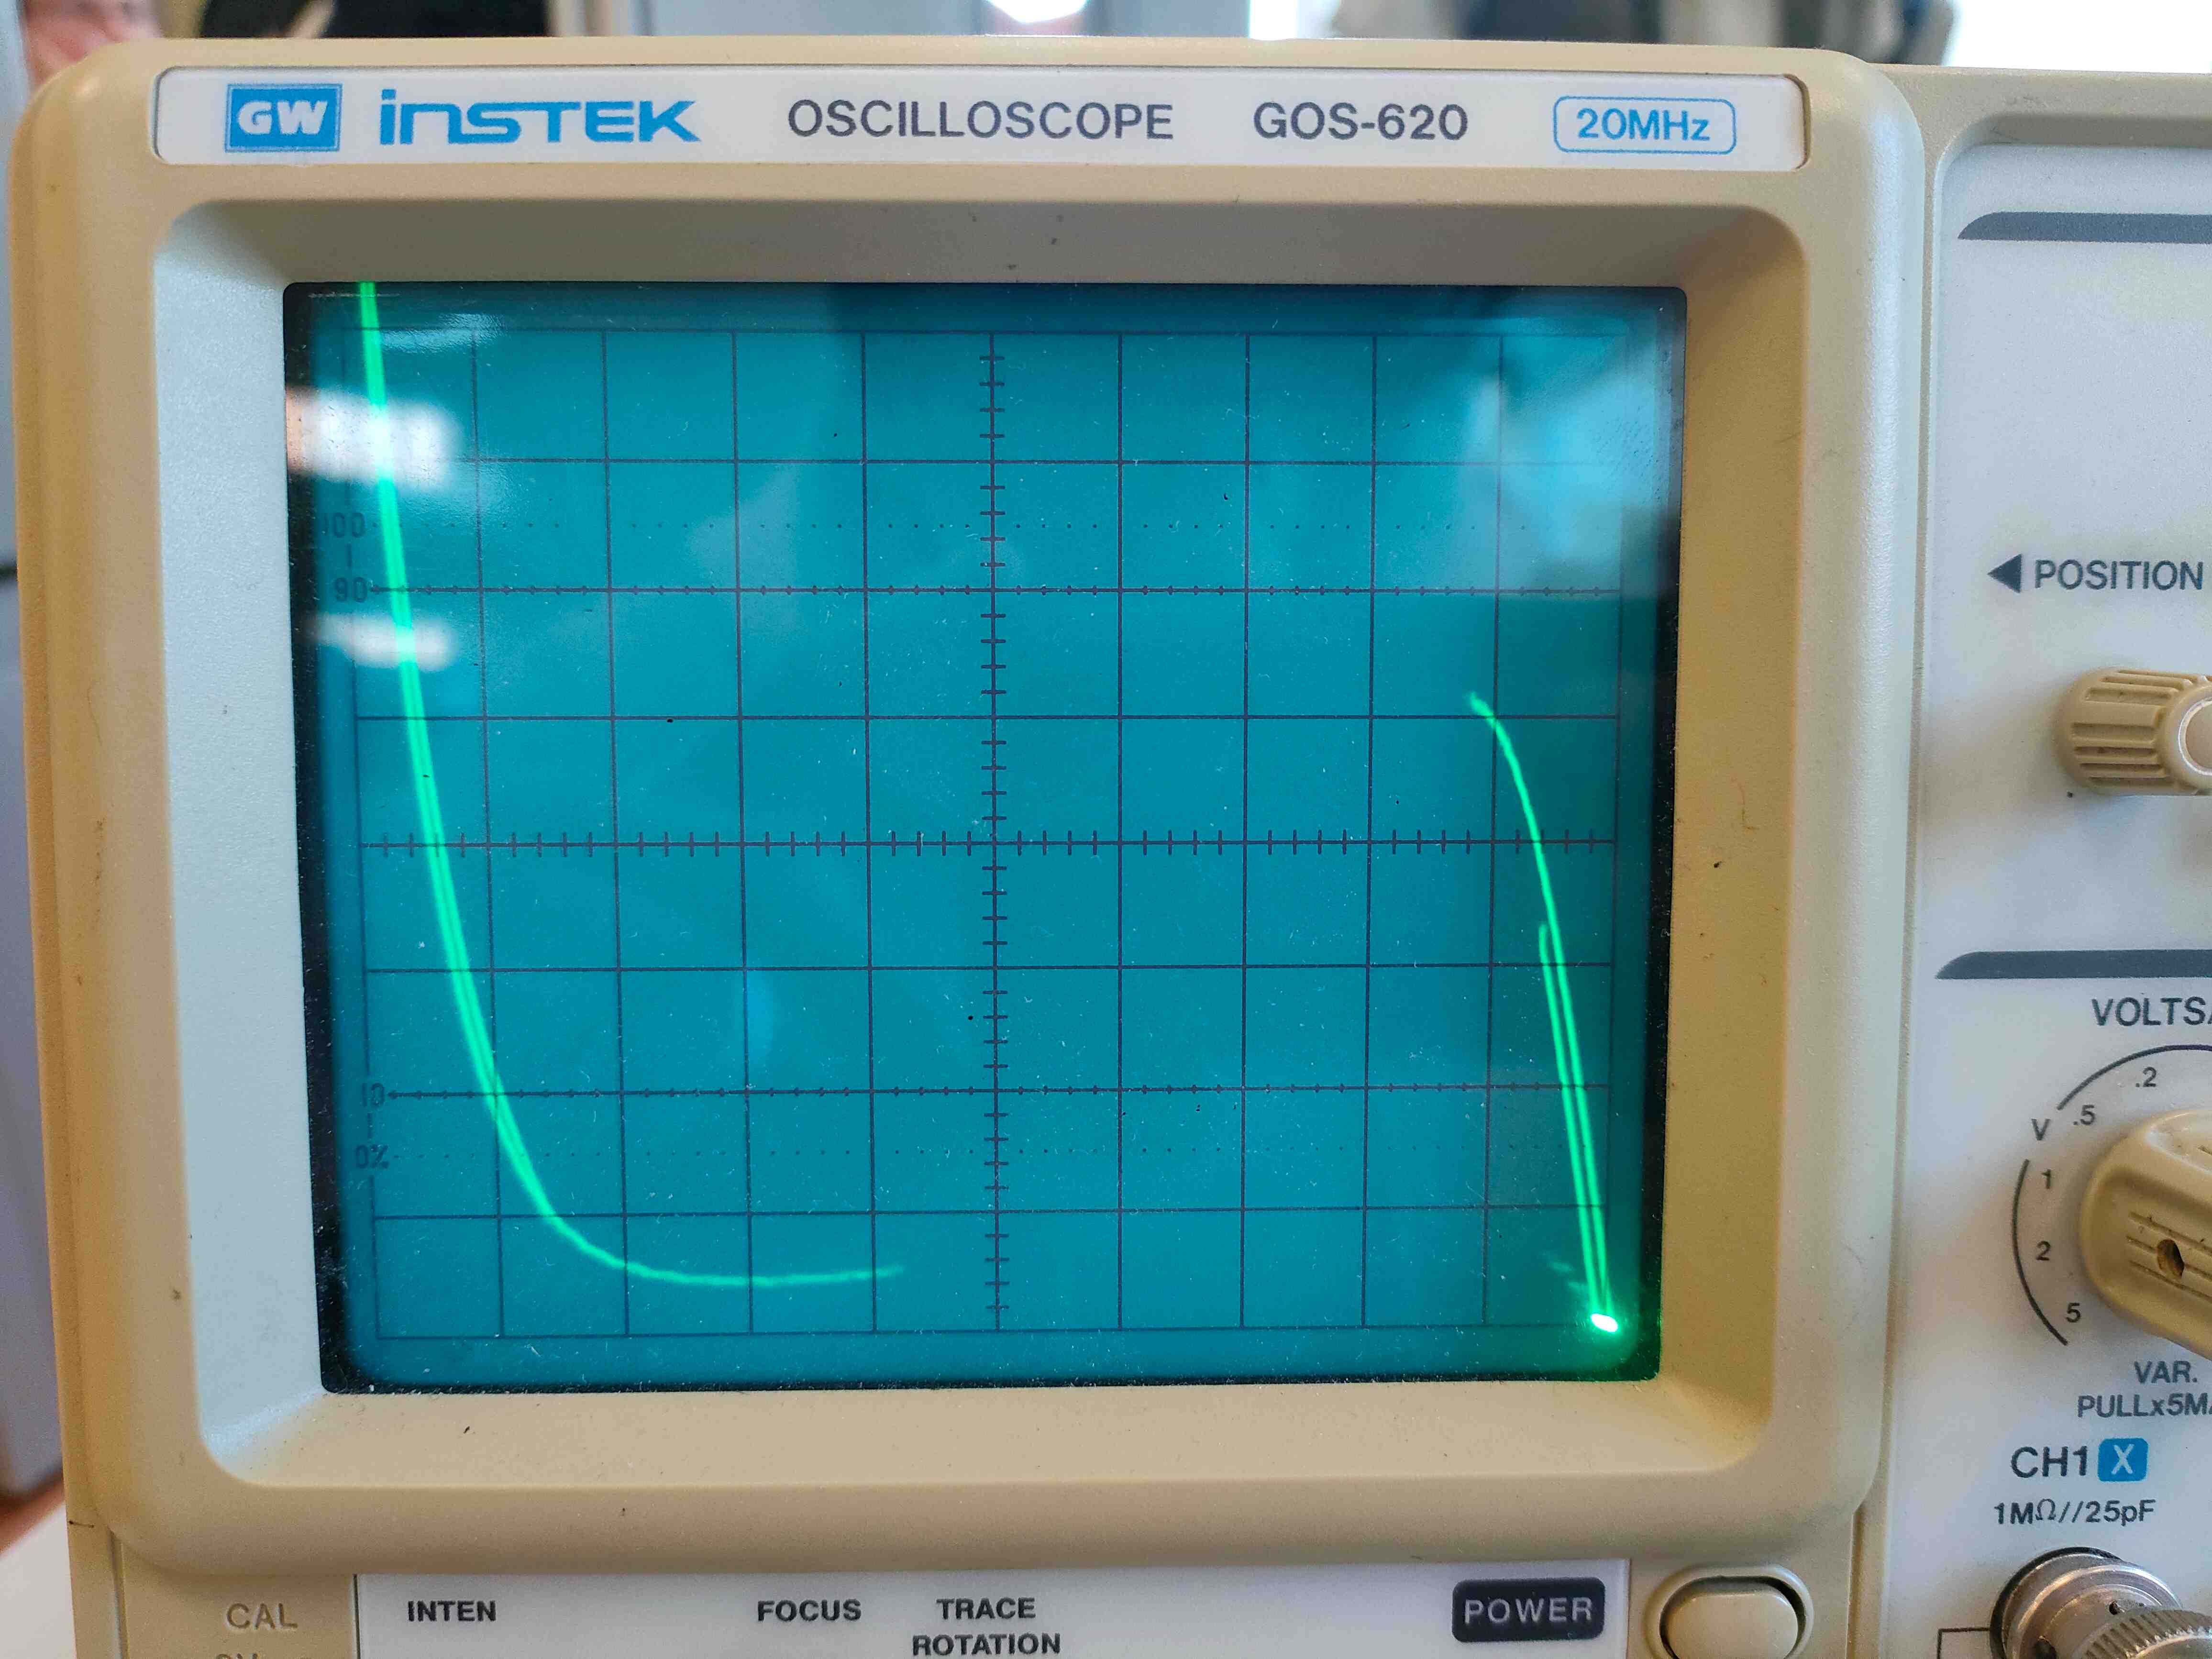 GW INSTEK OSCILLOSCOPE GOS-620 20MHz
100
90
10
0%
POSITION
VOLTS/
.2
V .5
1
2
5
VAR.
PULLx5M
CH1 X
1MΩ//25pF
CAL
INTEN FOCUS TRACE ROTATION
POWER